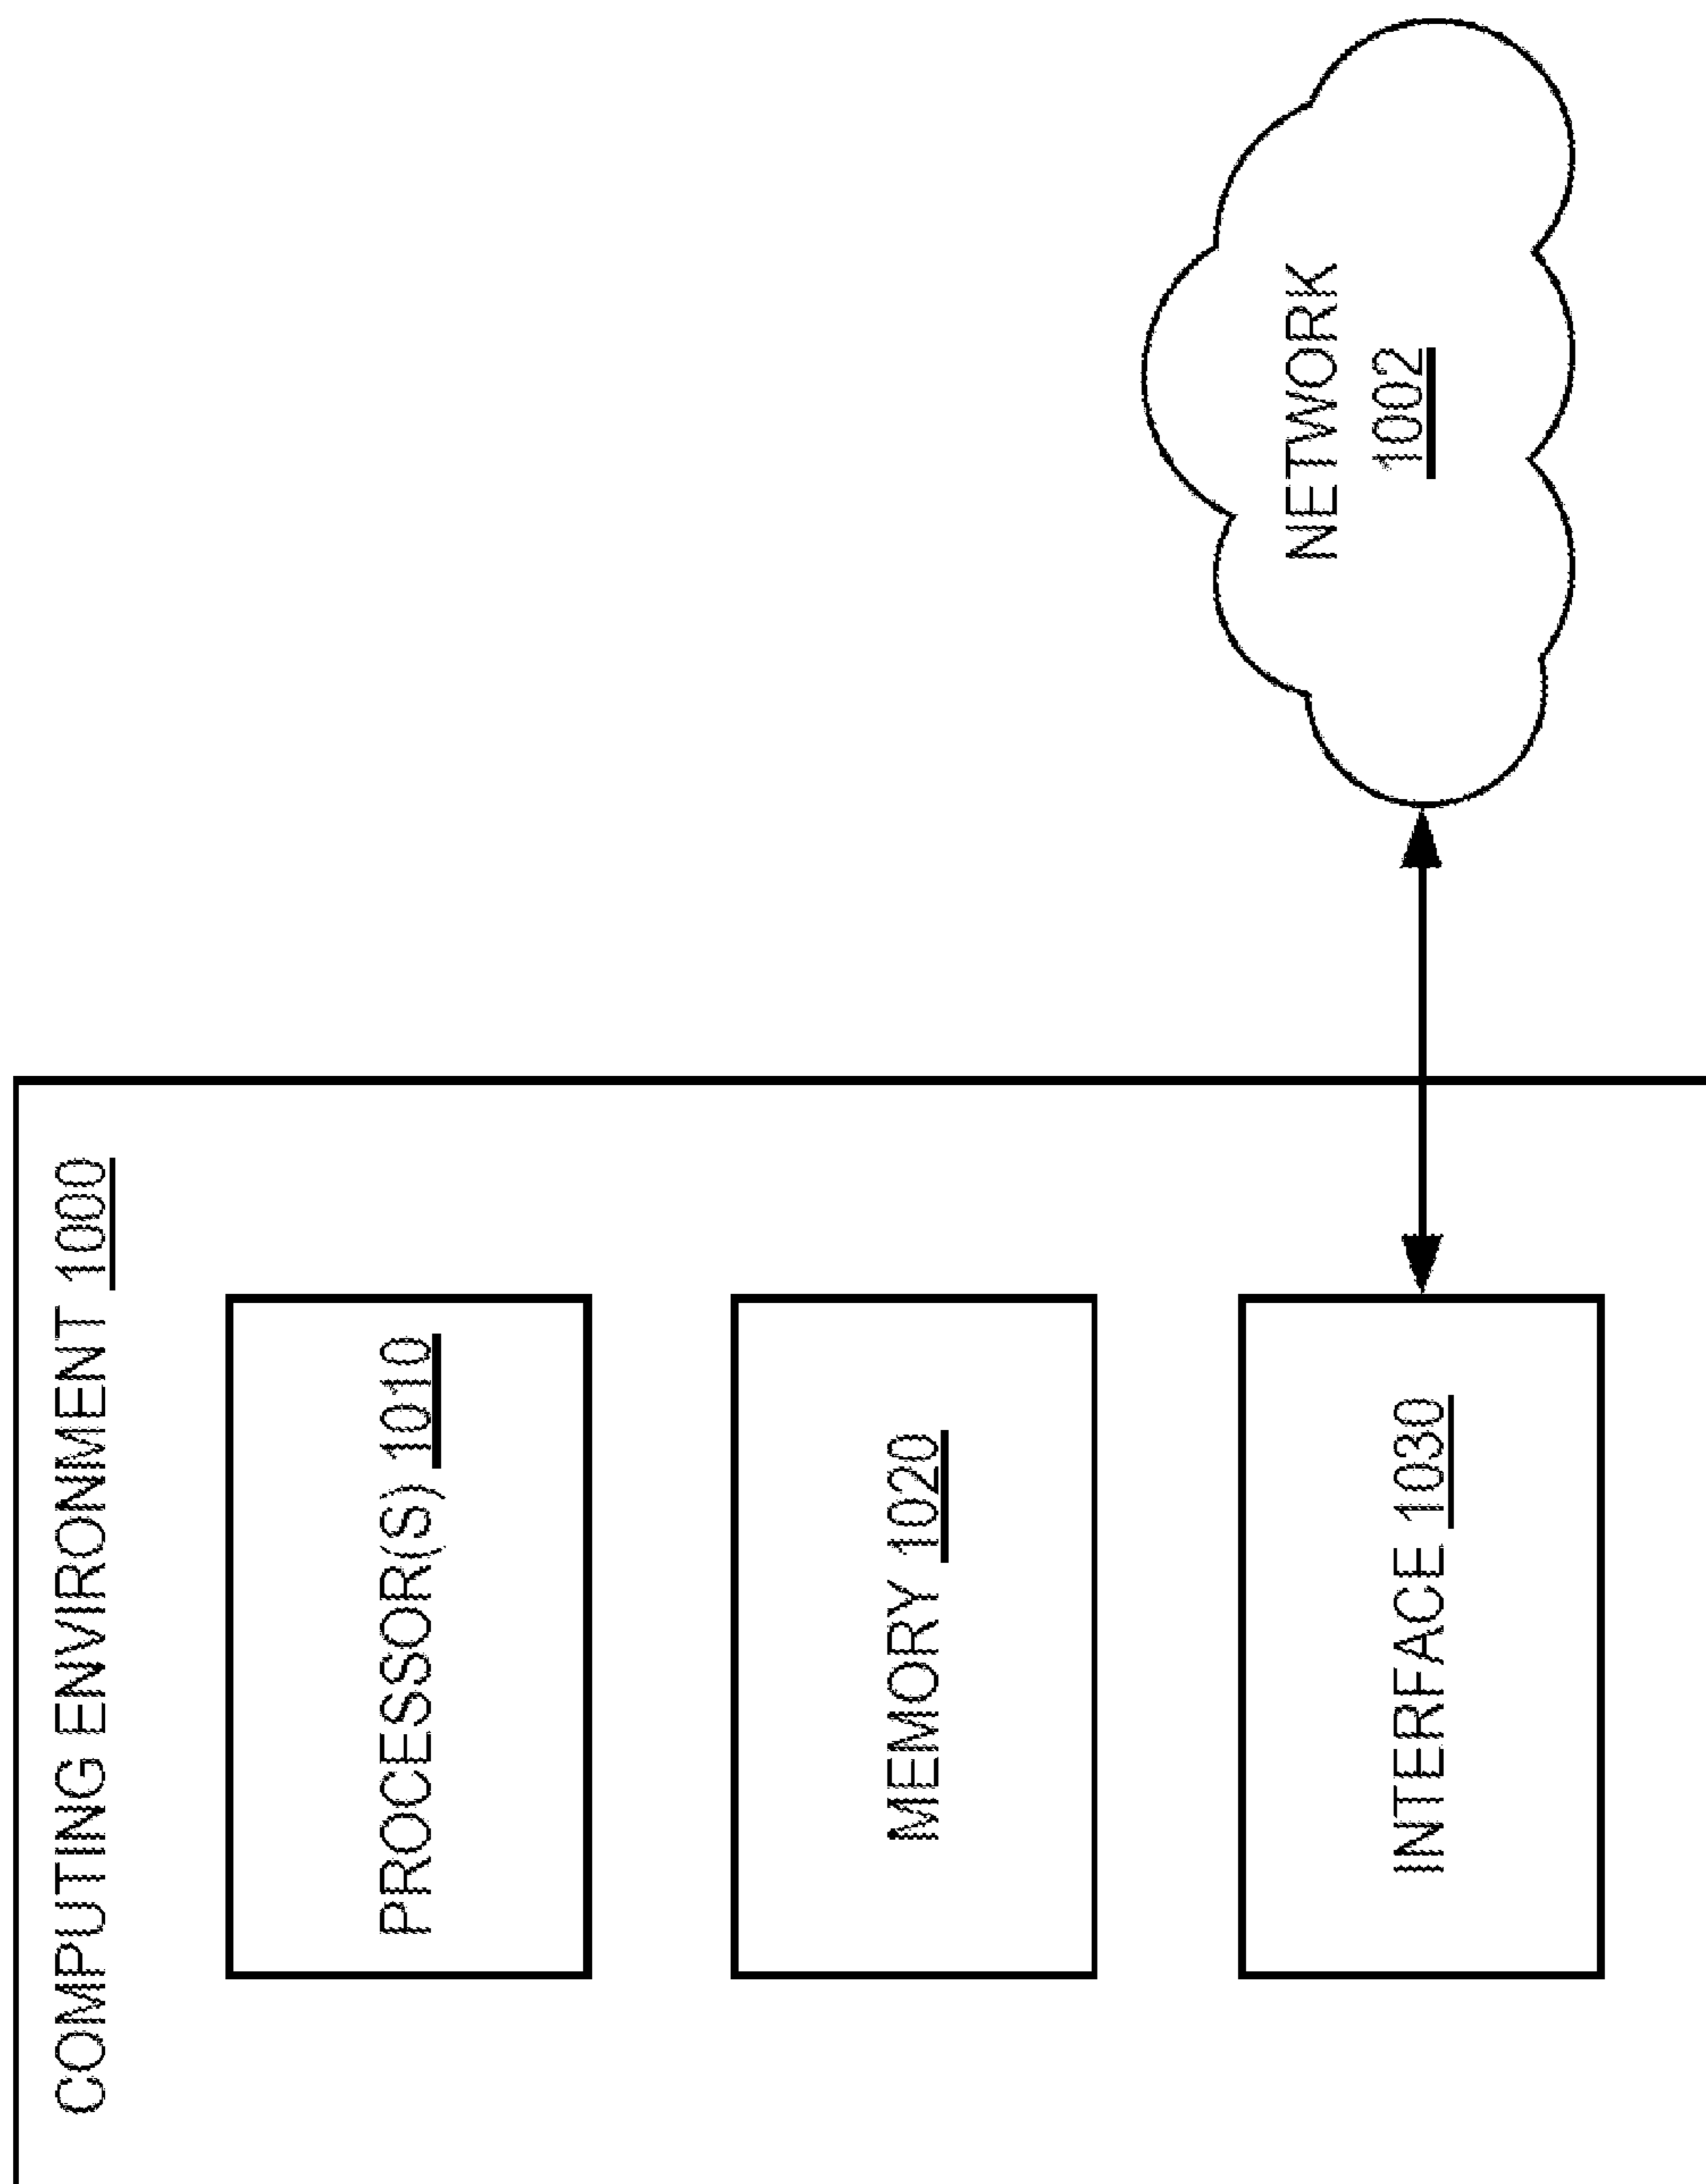 COMPUTING ENVIRONMENT 1000
PROCESSOR(S) 1010
MEMORY 1020
INTERFACE 1030
NETWORK
1002